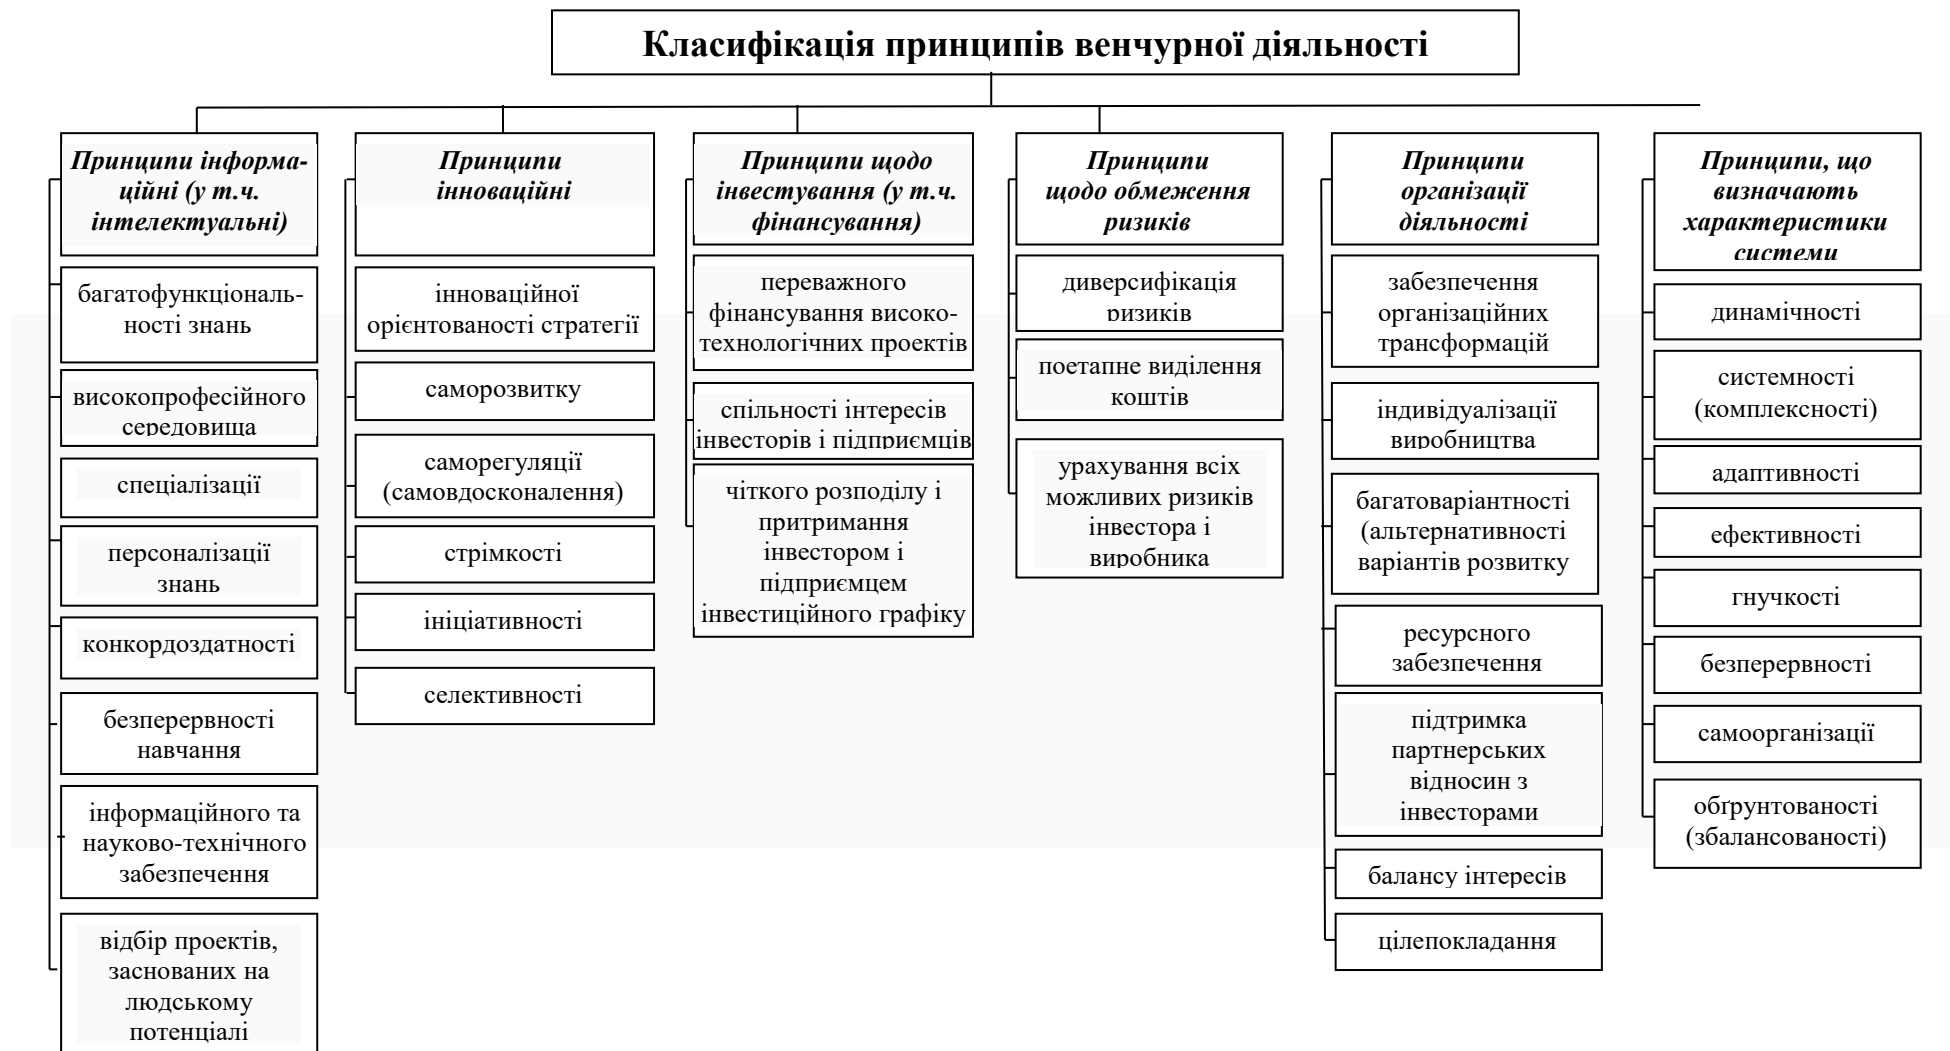 Класифікація принципів венчурної діяльності
Принципи інформа-
ційні (у т.ч.
інтелектуальні)
багатофункціональ-
ності знань
високопрофесійного
середовища
спеціалізації
персоналізації
знань
конкордоздатності
безперервності
навчання
інформаційного та
науково-технічного
забезпечення
відбір проектів,
заснованих на
людському
потенціалі
Принципи
інноваційні
інноваційної
орієнтованості стратегії
саморозвитку
саморегуляції
(самовдосконалення)
стрімкості
ініціативності
селективності
Принципи щодо
інвестування (у т.ч.
фінансування)
переважного
фінансування високо-
технологічних проектів
спільності інтересів
інвесторів і підприємців
чіткого розподілу і
притримання
інвестором і
підприємцем
інвестиційного графіку
Принципи
щодо обмеження
ризиків
диверсифікація
ризиків
поетапне виділення
коштів
урахування всіх
можливих ризиків
інвестора і
виробника
Принципи
організації
діяльності
забезпечення
організаційних
трансформацій
індивідуалізації
виробництва
багатоваріантності
(альтернативності
варіантів розвитку
ресурсного
забезпечення
підтримка
партнерських
відносин з
інвесторами
балансу інтересів
цілепокладання
Принципи, що
визначають
характеристики
системи
динамічності
системності
(комплексності)
адаптивності
ефективності
гнучкості
безперервності
самоорганізації
обґрунтованості
(збалансованості)